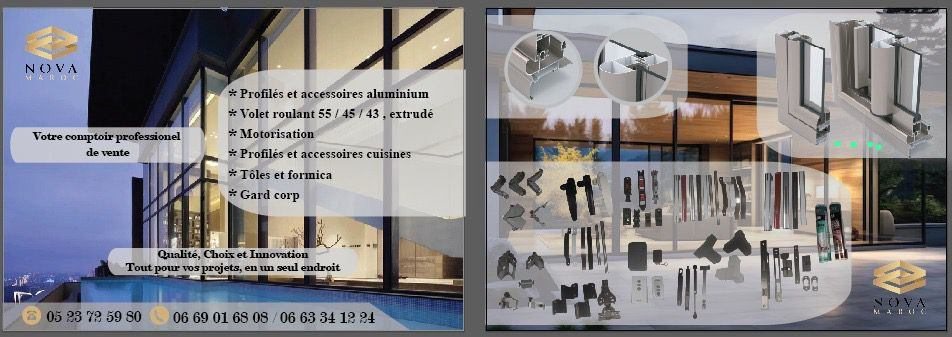 NOVA
MAROC
* Profilés et accessoires aluminium
* Volet roulant 55 / 45 / 43 , extrudé
* Motorisation
* Profilés et accessoires cuisines
* Tôles et formica
* Gard corp
Votre comptoir professionel
de vente
Qualité, Choix et Innovation
Tout pour vos projets, en un seul endroit
05 23 72 59 80
06 69 01 68 08 / 06 63 34 12 24
NOVA
MAROC